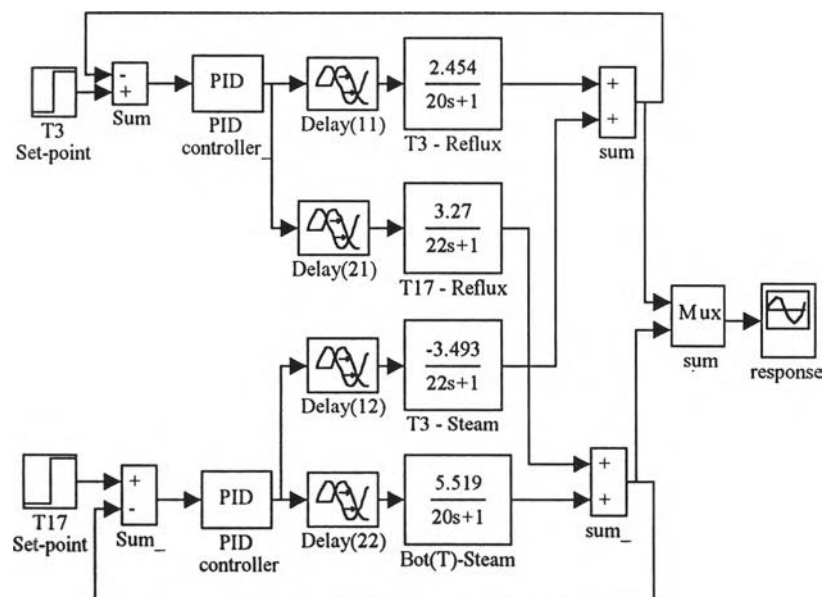 -
+
Sum
T3
Set-point
PID
PID
controller_
Delay(11)
2.454
20s+1
T3 - Reflux
+
+
sum
Delay(21)
3.27
22s+1
T17 - Reflux
Delay(12)
-3.493
22s+1
T3 - Steam
Mux
sum
response
T17
Set-point
+
-
Sum_
PID
PID
controller
Delay(22)
5.519
20s+1
Bot(T)-Steam
+
+
sum_